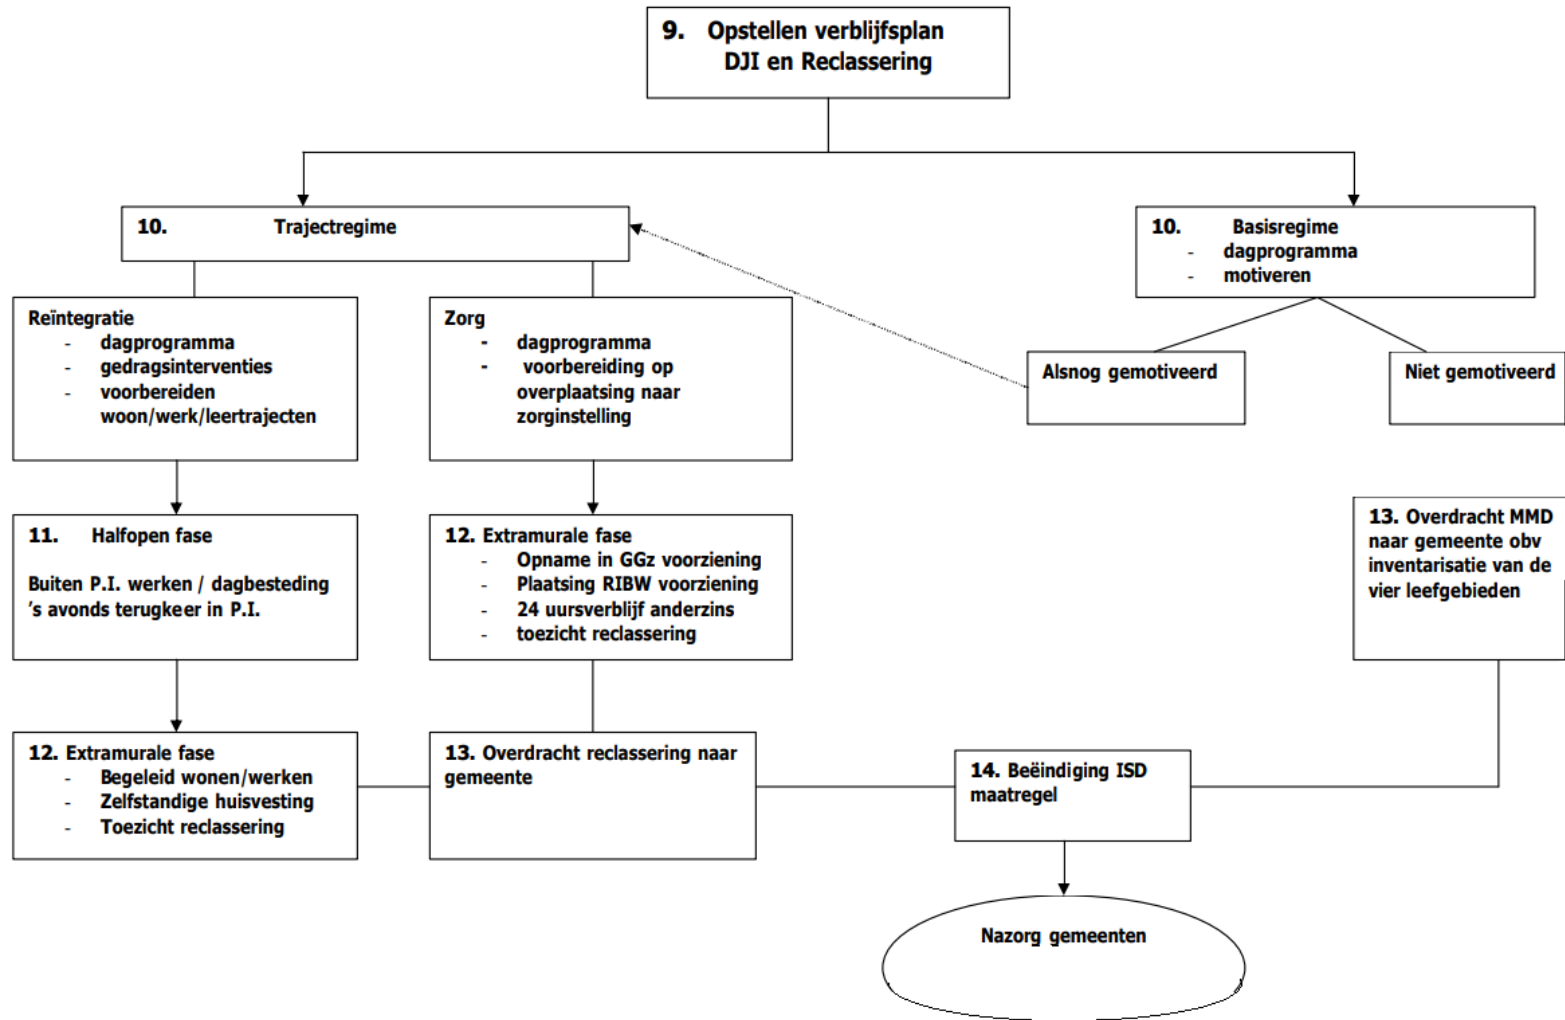 9. Opstellen verblijfsplan
DJI en Reclassering
10. Trajectregime
10. Basisregime
- dagprogramma
- motiveren
Reïntegratie
- dagprogramma
- gedragsinterventies
- voorbereiden
woon/werk/leertrajecten
Zorg
- dagprogramma
- voorbereiding op
overplaatsing naar
zorginstelling
Alsnog gemotiveerd
Niet gemotiveerd
11. Halfopen fase
Buiten P.I. werken / dagbesteding
's avonds terugkeer in P.I.
12. Extramurale fase
- Opname in GGz voorziening
- Plaatsing RIBW voorziening
- 24 uursverblijf anderzins
- toezicht reclassering
13. Overdracht MMD
naar gemeente obv
inventarisatie van de
vier leefgebieden
12. Extramurale fase
- Begeleid wonen/werken
- Zelfstandige huisvesting
- Toezicht reclassering
13. Overdracht reclassering naar
gemeente
14. Beëindiging ISD
maatregel
Nazorg gemeenten